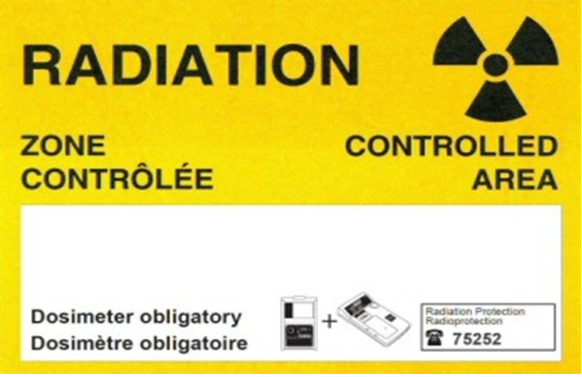 RADIATION
ZONE
CONTRÔLÉE
CONTROLLED
AREA
Dosimeter obligatory
Dosimètre obligatoire
+
Radiation Protection
Radioprotection
☎ 75252